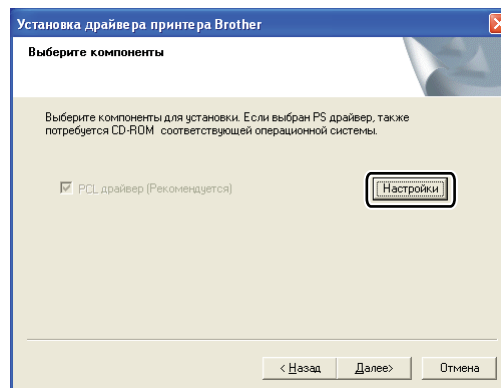 Установка драйвера принтера Brother
Выберите компоненты
Выберите компоненты для установки. Если выбран PS драйвер, также
потребуется CD-ROM соответствующей операционной системы.
PCL драйвер (Рекомендуется)
Настройки
< Назад
Далее>
Отмена